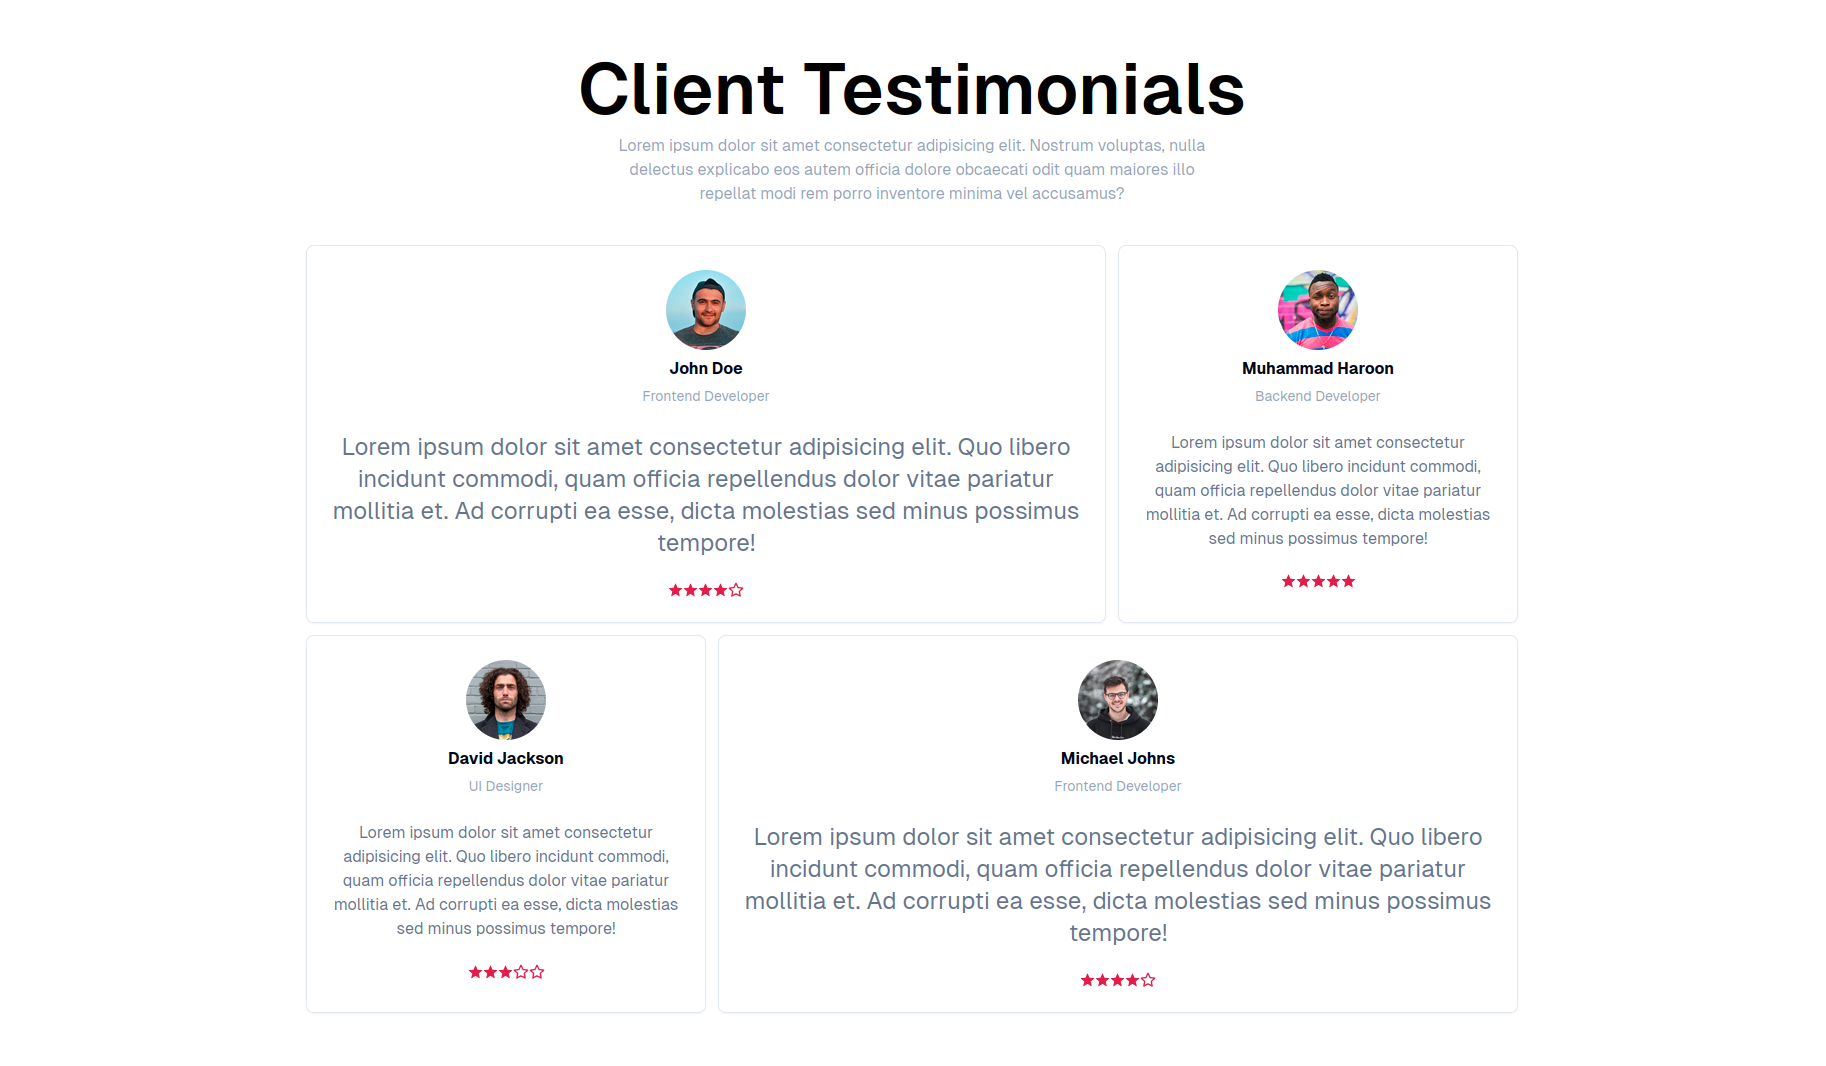 Client Testimonials
Lorem ipsum dolor sit amet consectetur adipisicing elit. Nostrum voluptas, nulla
delectus explicabo eos autem officia dolore obcaecati odit quam maiores illo
repellat modi rem porro inventore minima vel accusamus?
John Doe
Frontend Developer
Lorem ipsum dolor sit amet consectetur adipisicing elit. Quo libero
incidunt commodi, quam officia repellendus dolor vitae pariatur
mollitia et. Ad corrupti ea esse, dicta molestias sed minus possimus
tempore!
Muhammad Haroon
Backend Developer
Lorem ipsum dolor sit amet consectetur
adipisicing elit. Quo libero incidunt commodi,
quam officia repellendus dolor vitae pariatur
mollitia et. Ad corrupti ea esse, dicta molestias
sed minus possimus tempore!
David Jackson
UI Designer
Lorem ipsum dolor sit amet consectetur
adipisicing elit. Quo libero incidunt commodi,
quam officia repellendus dolor vitae pariatur
mollitia et. Ad corrupti ea esse, dicta molestias
sed minus possimus tempore!
Michael Johns
Frontend Developer
Lorem ipsum dolor sit amet consectetur adipisicing elit. Quo libero
incidunt commodi, quam officia repellendus dolor vitae pariatur
mollitia et. Ad corrupti ea esse, dicta molestias sed minus possimus
tempore!